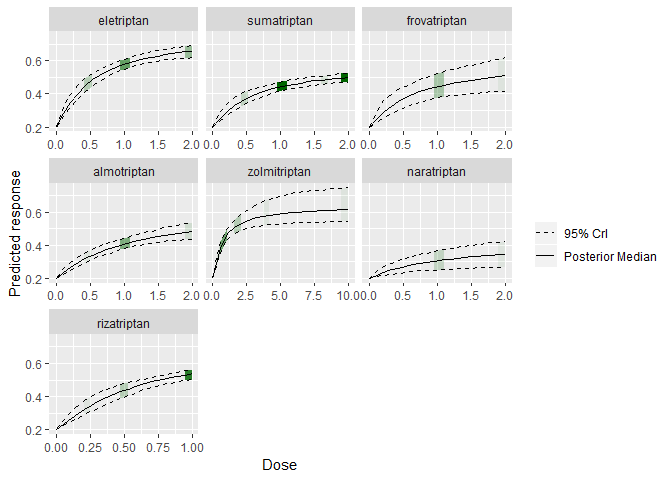 eletriptan sumatriptan frovatriptan
0.6
0.4
0.2
0.0 0.5 1.0 1.5 2.0 0.0 0.5 1.0 1.5 2.0 0.0 0.5 1.0 1.5 2.0
almotriptan zolmitriptan naratriptan
0.6
0.4
0.2
0.0 0.5 1.0 1.5 2.0 0.0 2.5 5.0 7.5 10.0 0.0 0.5 1.0 1.5 2.0
rizatriptan
0.6
0.4
0.2
0.00 0.25 0.50 0.75 1.00
Predicted response
Dose
95% CrI
Posterior Median